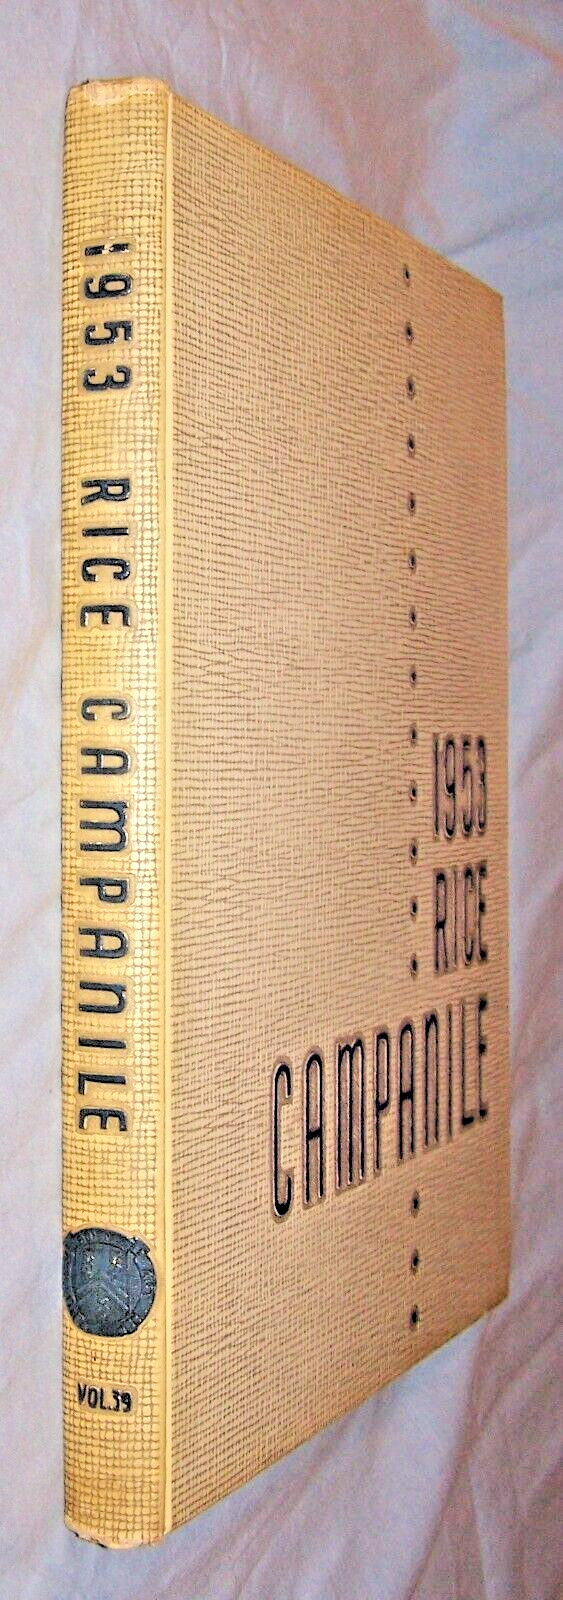 1953 RICE CAMPANILE
VOL.39
1953
RICE
CAMPANILE